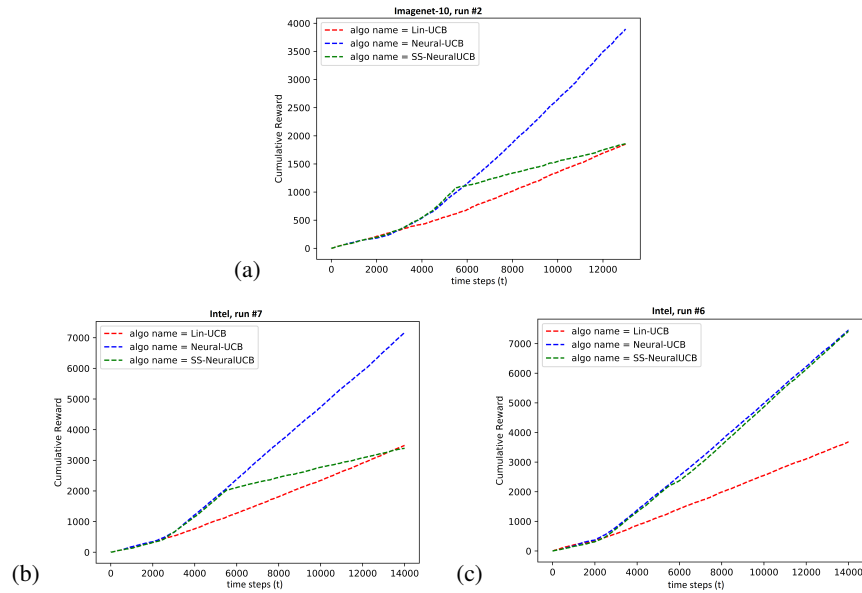 Imagenet-10, run #2
algo name = Lin-UCB
algo name = Neural-UCB
algo name = SS-NeuralUCB
4000
3500
3000
2500
2000
1500
1000
500
0
Cumulative Reward
0 2000 4000 6000 8000 10000 12000
time steps (t)
(a)
Intel, run #7
algo name = Lin-UCB
algo name = Neural-UCB
algo name = SS-NeuralUCB
7000
6000
5000
4000
3000
2000
1000
0
Cumulative Reward
0 2000 4000 6000 8000 10000 12000 14000
time steps (t)
(b)
Intel, run #6
algo name = Lin-UCB
algo name = Neural-UCB
algo name = SS-NeuralUCB
7000
6000
5000
4000
3000
2000
1000
0
Cumulative Reward
0 2000 4000 6000 8000 10000 12000 14000
time steps (t)
(c)